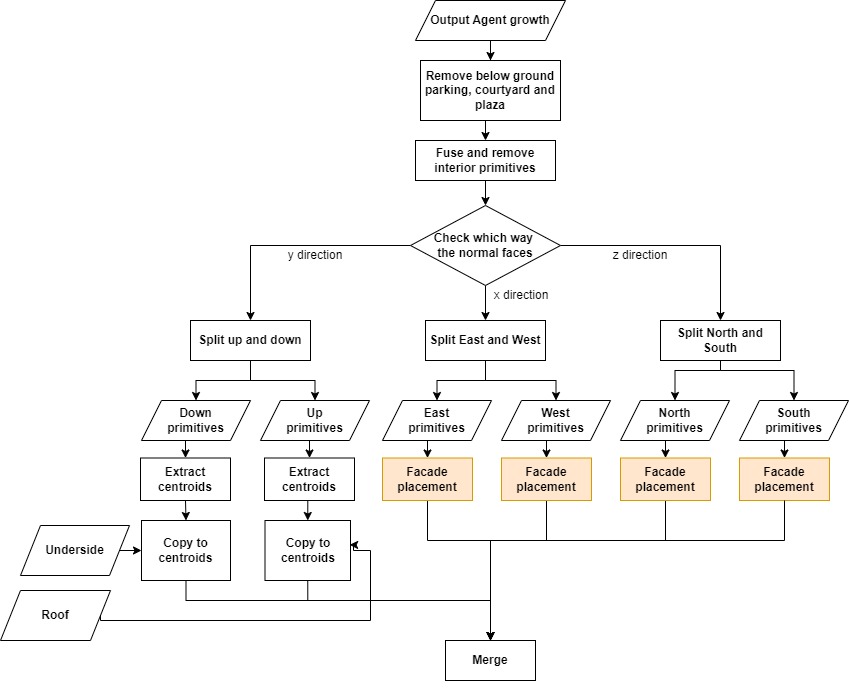 Output Agent growth
Remove below ground
parking, courtyard and
plaza
Fuse and remove
interior primitives
Check which way
the normal faces
y direction
z direction
x direction
Split up and down
Split East and West
Split North and
South
Down
primitives
Up
primitives
East
primitives
West
primitives
North
primitives
South
primitives
Extract
centroids
Extract
centroids
Facade
placement
Facade
placement
Facade
placement
Facade
placement
Underside
Copy to
centroids
Copy to
centroids
Roof
Merge